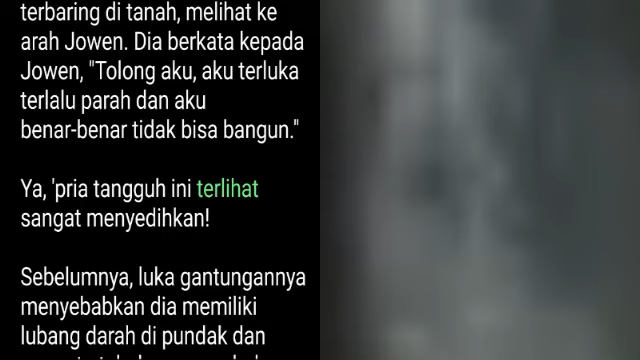 terbaring di tanah, melihat ke
arah Jowen. Dia berkata kepada
Jowen, "Tolong aku, aku terluka
terlalu parah dan aku
benar-benar tidak bisa bangun."
Ya, 'pria tangguh ini terlihat
sangat menyedihkan!
Sebelumnya, luka gantungannya
menyebabkan dia memiliki
lubang darah di pundak dan